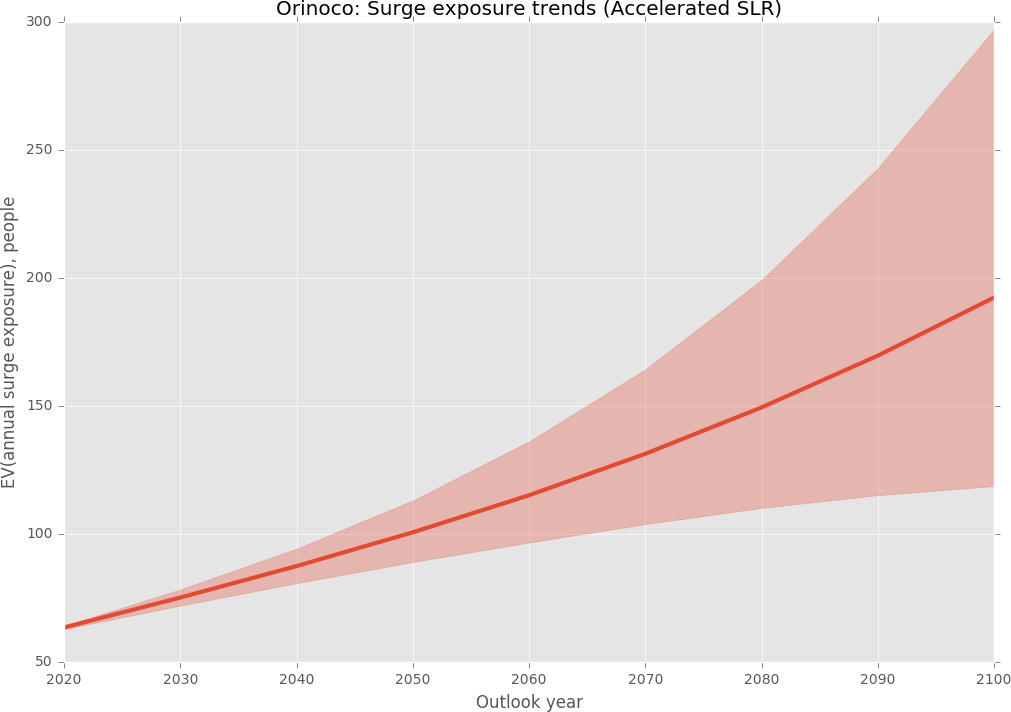 Orinoco: Surge exposure trends (Accelerated SLR)
EV(annual surge exposure), people
300
250
200
150
100
50
2020 2030 2040 2050 2060 2070 2080 2090 2100
Outlook year